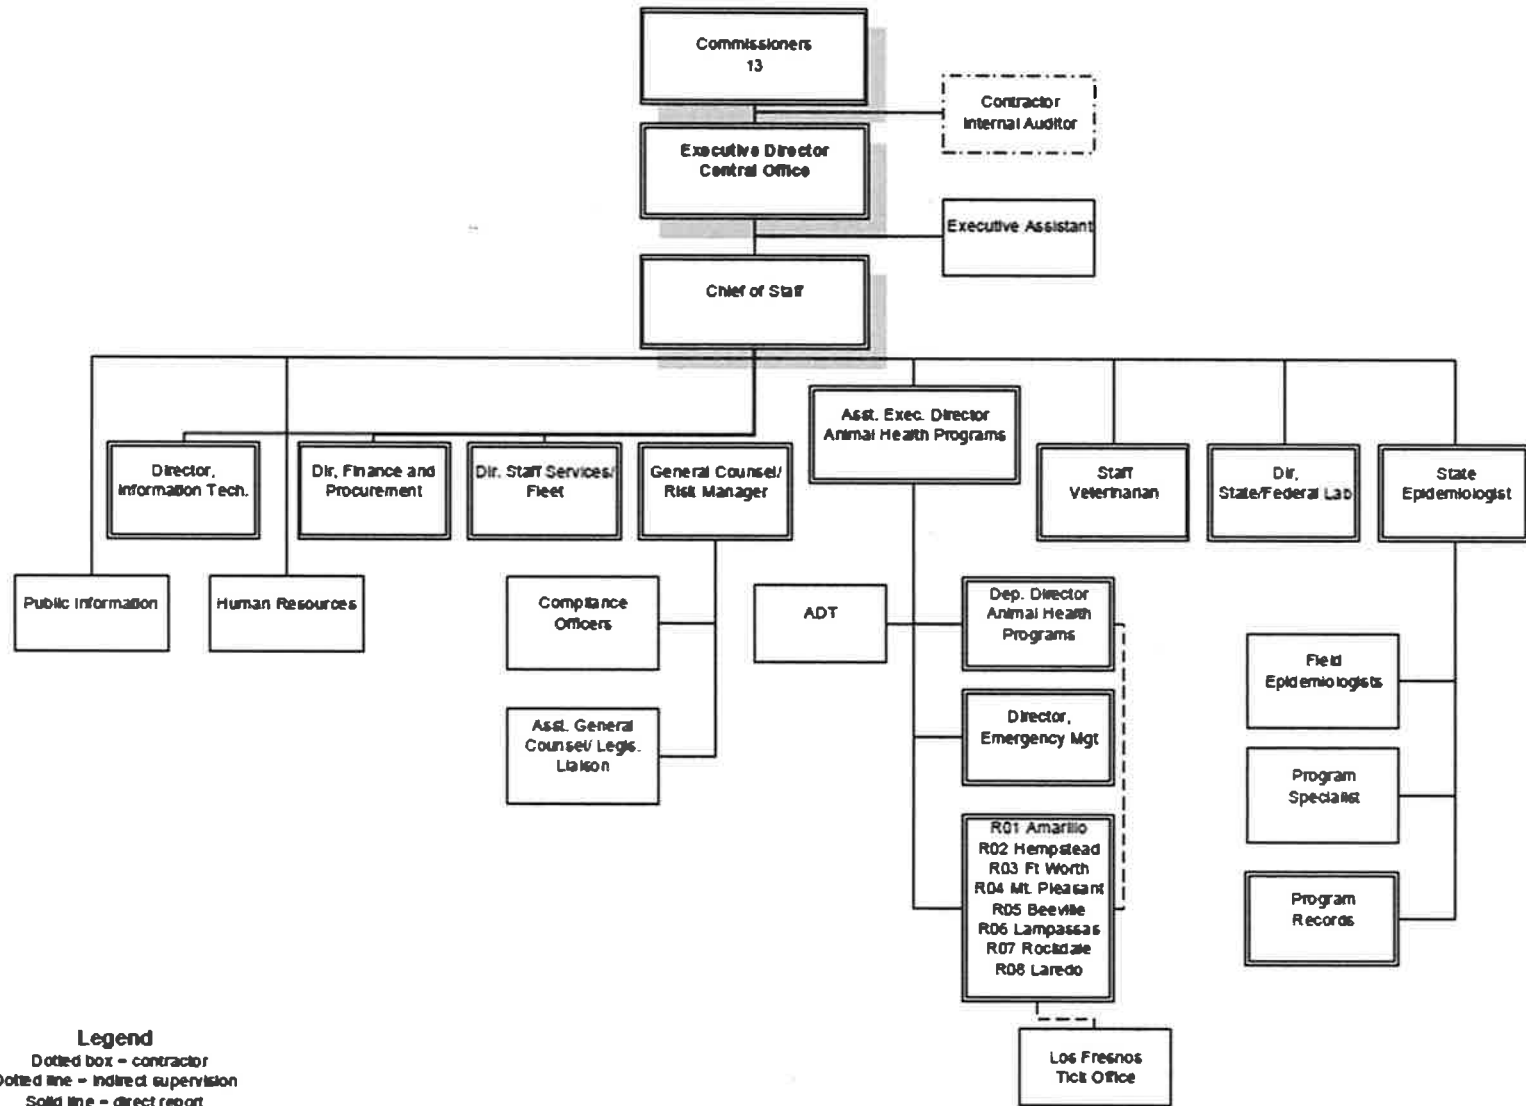 Commissioners
13
Contractor
Internal Auditor
Executive Director
Central Office
Executive Assistant
Chief of Staff
Asst. Exec. Director
Animal Health Programs
Director,
Information Tech.
Dir, Finance and
Procurement
Dir. Staff Services/
Fleet
General Counsel/
Risk Manager
Staff
Veterinarian
Dir,
State/Federal Lab
State
Epidemiologist
Public Information
Human Resources
Compliance
Officers
ADT
Dep. Director
Animal Health
Programs
Field
Epidemiologists
Asst. General
Counsel/ Legis.
Liaison
Director,
Emergency Mgt
Program
Specialist
R01 Amarillo
R02 Hempstead
R03 Ft Worth
R04 Mt. Pleasant
R05 Beeville
R06 Lampassas
R07 Rockdale
R08 Laredo
Program
Records
Los Fresnos
Tick Office
Legend
Dotted box = contractor
Dotted line = indirect supervision
Solid line = direct report